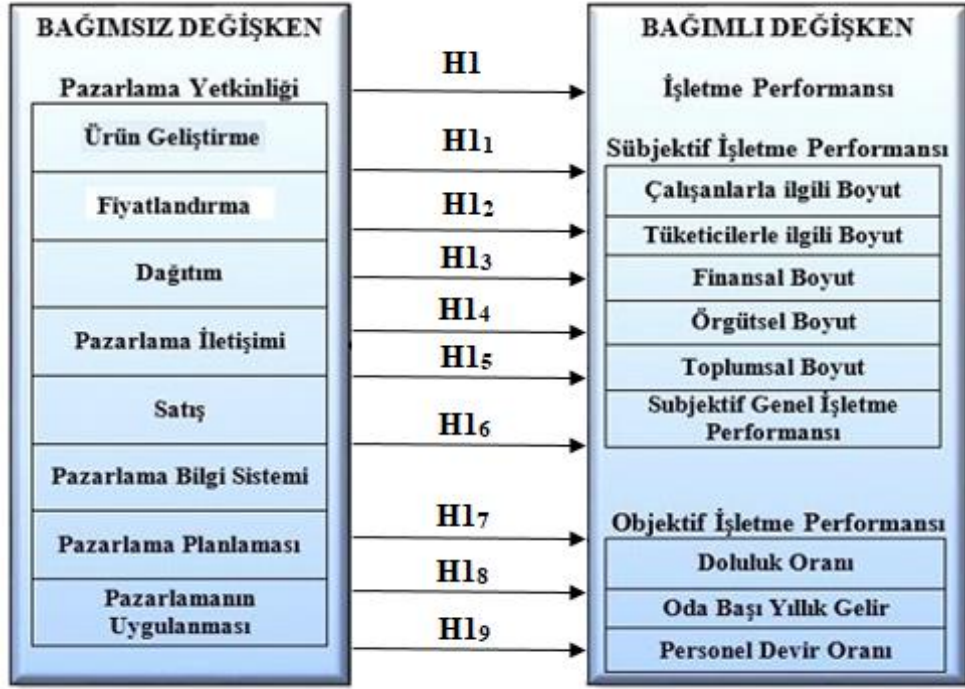 BAĞIMSIZ DEĞİŞKEN
Pazarlama Yetkinliği
Ürün Geliştirme
Fiyatlandırma
Dağıtım
Pazarlama İletişimi
Satış
Pazarlama Bilgi Sistemi
Pazarlama Planlaması
Pazarlamanın
Uygulanması
H1
H1₁
H1₂
H1₃
H1₄
H1₅
H1₆
H1₇
H1₈
H1₉
BAĞIMLI DEĞİŞKEN
İşletme Performansı
Sübjektif İşletme Performansı
Çalışanlarla ilgili Boyut
Tüketicilerle ilgili Boyut
Finansal Boyut
Örgütsel Boyut
Toplumsal Boyut
Subjektif Genel İşletme
Performansı
Objektif İşletme Performansı
Doluluk Oranı
Oda Başı Yıllık Gelir
Personel Devir Oranı